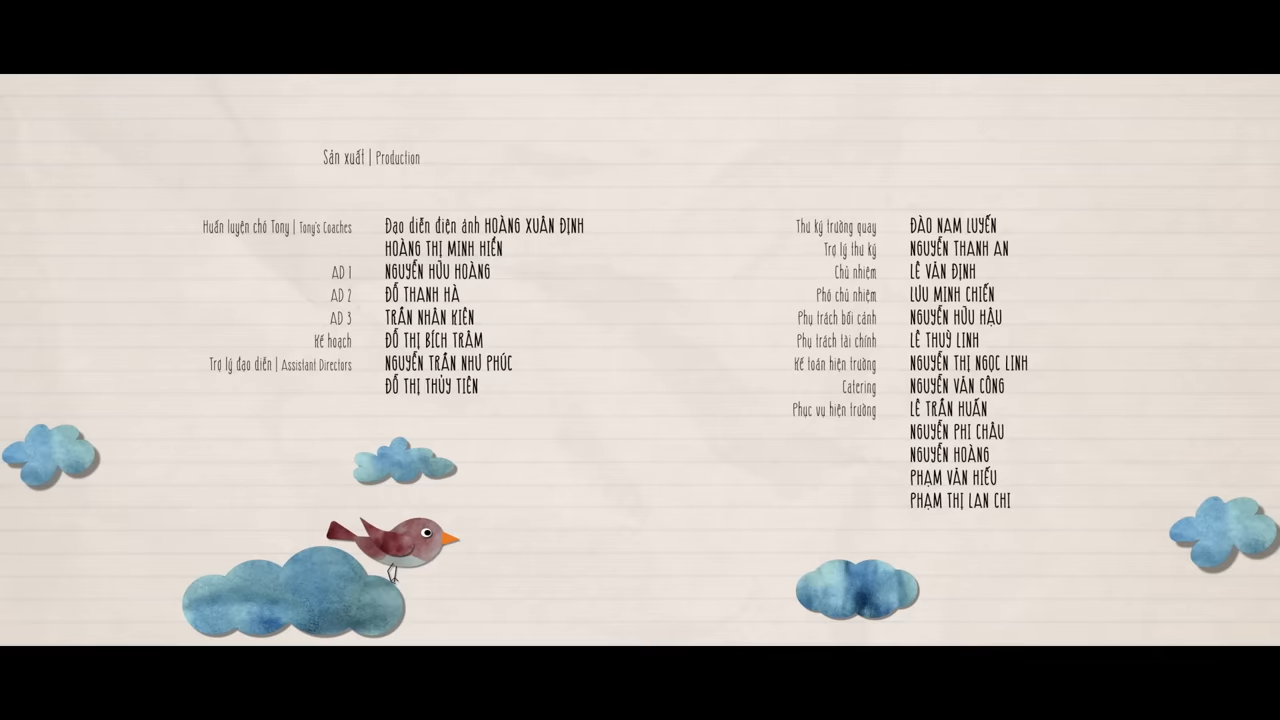 Sản xuất | Production
Huấn luyện chó Tony | Tony's Coaches Đạo diễn điện ảnh HOÀNG XUÂN ĐỊNH
HOÀNG THỊ MINH HIỀN
AD 1 NGUYỄN HỮU HOÀNG
AD 2 ĐỖ THANH HÀ
AD 3 TRẦN NHÂN KIÊN
Kế hoạch ĐỖ THỊ BÍCH TRÂM
Trợ lý đạo diễn | Assistant Directors NGUYỄN TRẦN NHƯ PHÚC
ĐỖ THỊ THỦY TIÊN
Thư ký trường quay ĐÀO NAM LUYẾN
Trợ lý thư ký NGUYỄN THANH AN
Chủ nhiệm LÊ VĂN ĐỊNH
Phó chủ nhiệm LƯU MINH CHIẾN
Phụ trách bối cảnh NGUYỄN HỮU HẬU
Phụ trách tài chính LÊ THUỲ LINH
Kế toán hiện trường NGUYỄN THỊ NGỌC LINH
Catering NGUYỄN VĂN CÔNG
Phục vụ hiện trường LÊ TRẦN HUẤN
NGUYỄN PHI CHÂU
NGUYỄN HOÀNG
PHẠM VĂN HIẾU
PHẠM THỊ LAN CHI